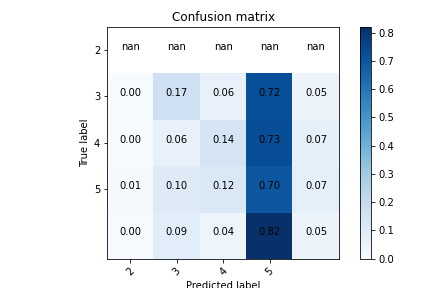 Confusion matrix
2 nan nan nan nan nan
3 0.00 0.17 0.06 0.72 0.05
4 0.00 0.06 0.14 0.73 0.07
5 0.01 0.10 0.12 0.70 0.07
0.00 0.09 0.04 0.82 0.05
2 3 4 5
True label
Predicted label
0.8
0.7
0.6
0.5
0.4
0.3
0.2
0.1
0.0